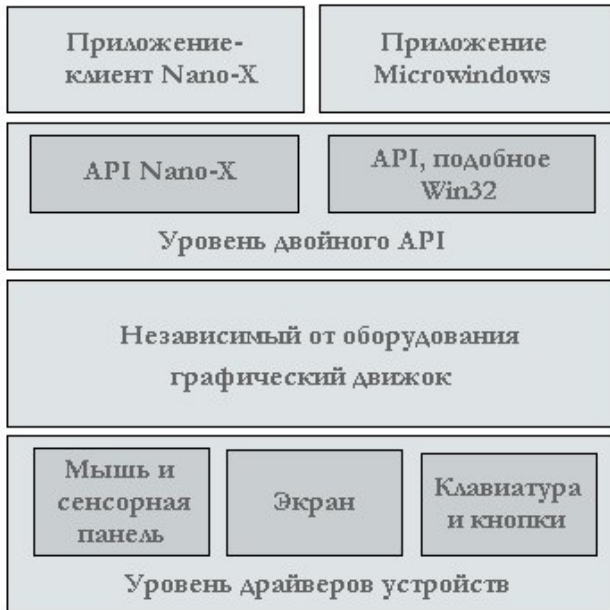 Приложение-
клиент Nano-X
Приложение
Microwindows
API Nano-X
API, подобное
Win32
Уровень двойного API
Независимый от оборудования
графический движок
Мышь и
сенсорная
панель
Экран
Клавиатура
и кнопки
Уровень драйверов устройств